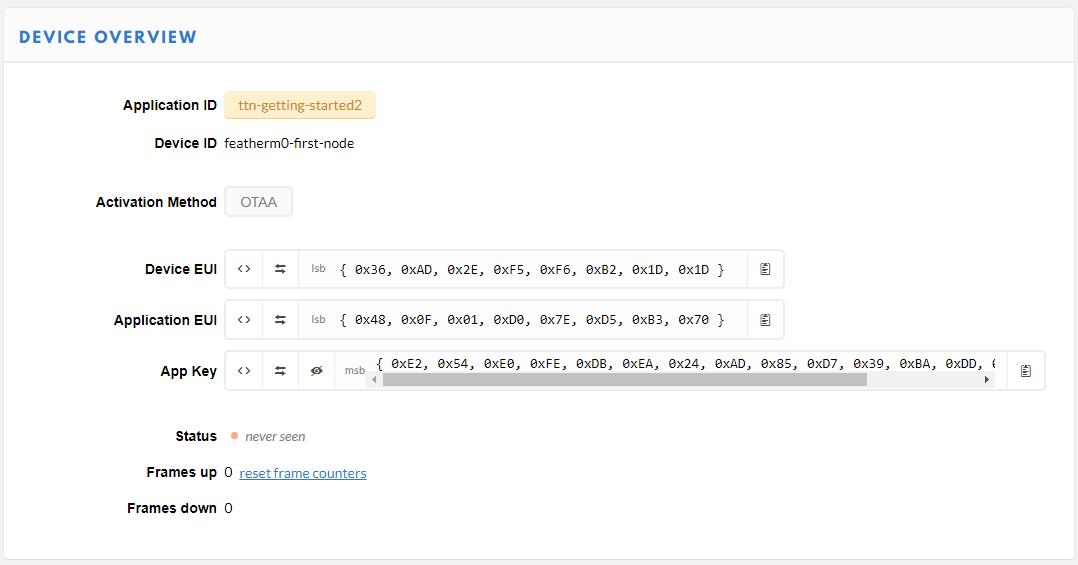 DEVICE OVERVIEW
Application ID ttn-getting-started2
Device ID featherm0-first-node
Activation Method OTAA
Device EUI <> lsb { 0x36, 0xAD, 0x2E, 0xF5, 0xF6, 0xB2, 0x1D, 0x1D }
Application EUI <> lsb { 0x48, 0x0F, 0x01, 0xD0, 0x7E, 0xD5, 0xB3, 0x70 }
App Key <> msb { 0xE2, 0x54, 0xE0, 0xFE, 0xDB, 0xEA, 0x24, 0xAD, 0x85, 0xD7, 0x39, 0xBA, 0xDD,
Status never seen
Frames up 0 reset frame counters
Frames down 0